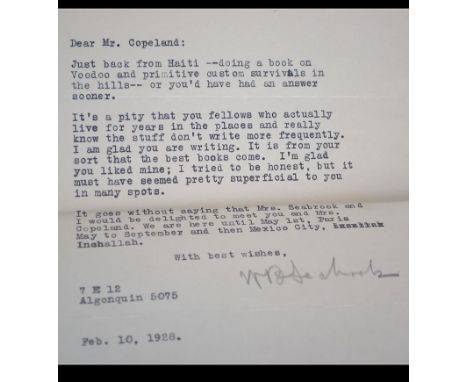 Dear Mr. Copeland:
Just back from Haiti --doing a book on
Voodoo and primitive custom survivals in
the hills-- or you'd have had an answer
sooner.
It's a pity that you fellows who actually
live for years in the places and really
know the stuff don't write more frequently.
I am glad you are writing. It is from your
sort that the best books come.  I'm glad
you liked mine; I tried to be honest, but it
must have seemed pretty superficial to you
in many spots.
It goes without saying that Mrs. Seabrook and
I would be delighted to meet you and Mrs.
Copeland. We are here until May 1st, Paris
May to September and then Mexico City,
Inshallah.
With best wishes,
W B Seabrook
7 E 12
Algonquin 5075
Feb. 10, 1928.